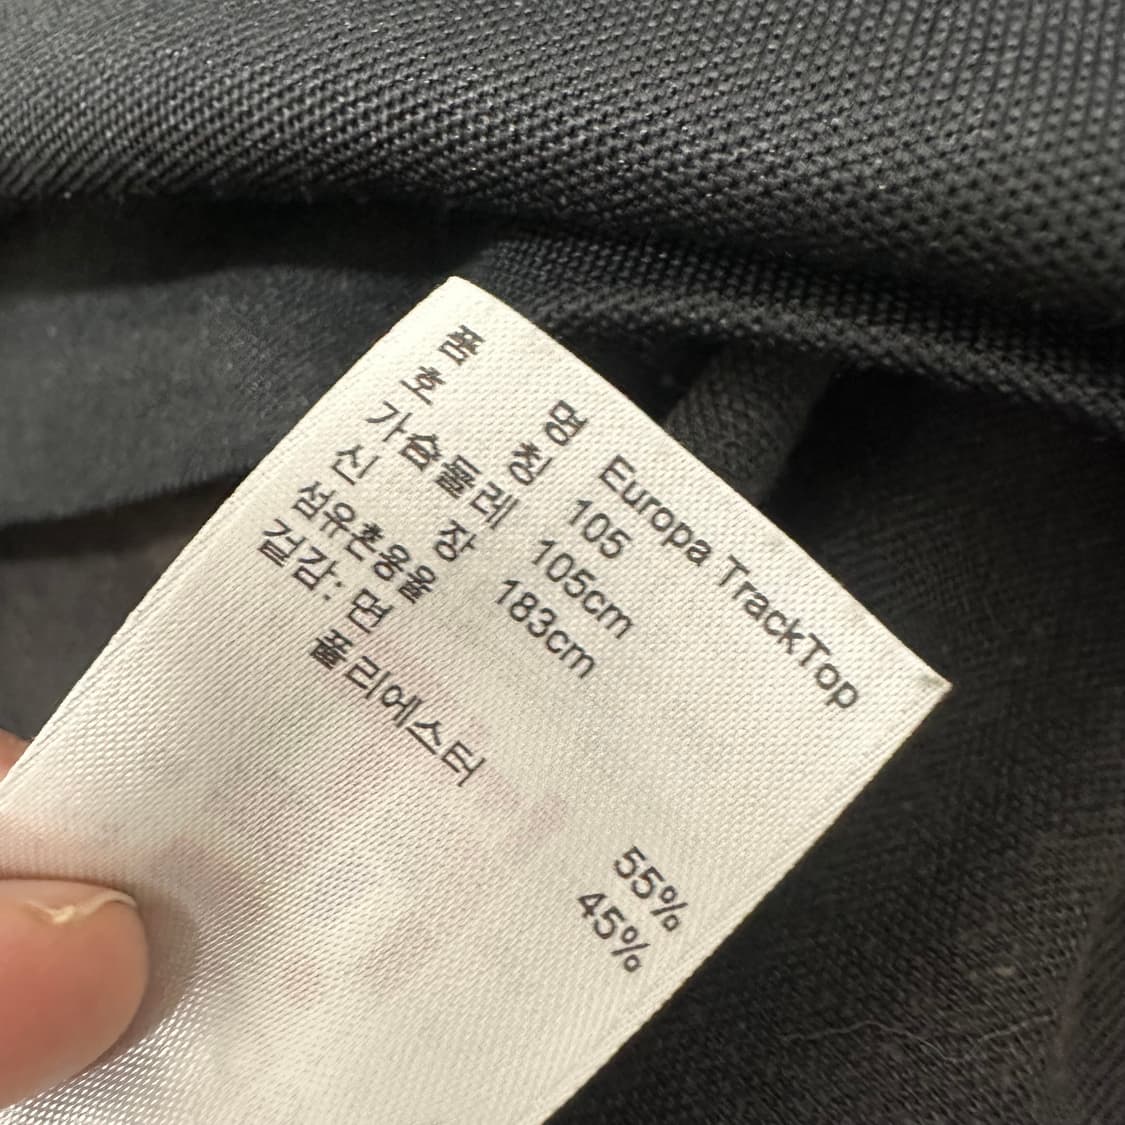 품 명 Europa TrackTop
호 칭 105
가슴둘레 105cm
신 장 183cm
섬유혼용율
겉감: 면 55%
폴리에스터 45%